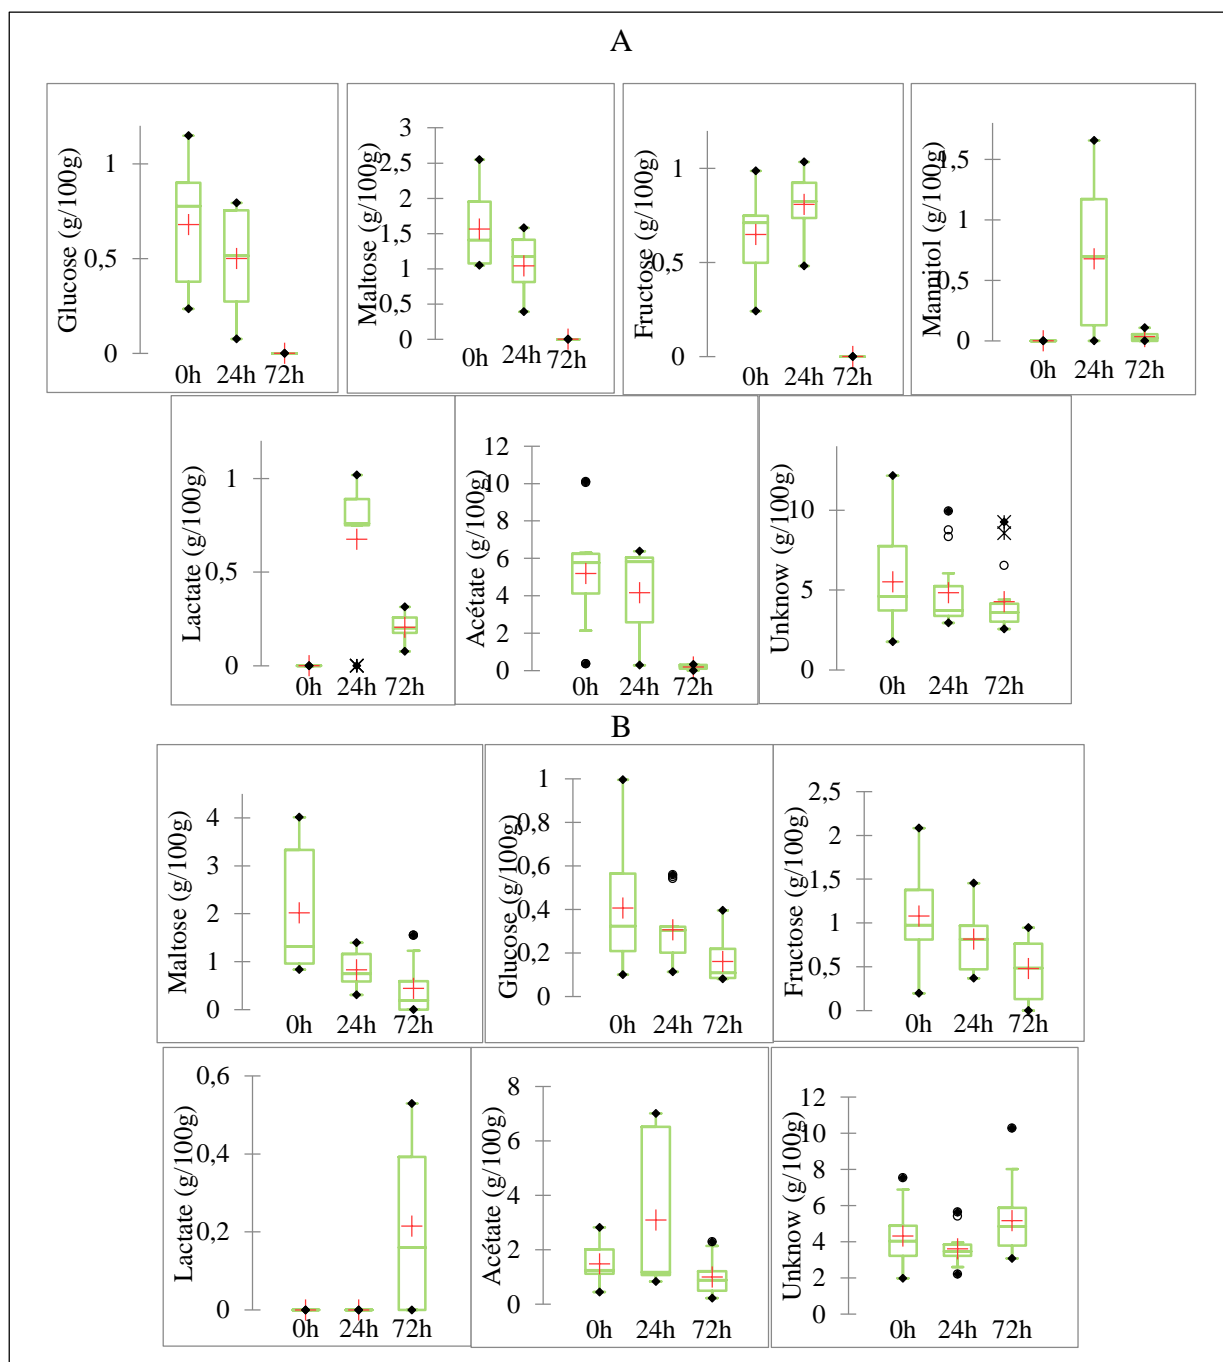 A
Glucose (g/100g)
1
0,5
0
0h 24h 72h
Maltose (g/100g)
3
2,5
2
1,5
1
0,5
0
0h 24h 72h
Fructose (g/100g)
1
0,5
0
0h 24h 72h
Mannitol (g/100g)
1,5
1
0,5
0
0h 24h 72h
Lactate (g/100g)
1
0,5
0
0h 24h 72h
Acétate (g/100g)
12
10
8
6
4
2
0
0h 24h 72h
Unknow (g/100g)
10
5
0
0h 24h 72h
B
Maltose (g/100g)
4
3
2
1
0
0h 24h 72h
Glucose (g/100g)
1
0,8
0,6
0,4
0,2
0
0h 24h 72h
Fructose (g/100g)
2,5
2
1,5
1
0,5
0
0h 24h 72h
Lactate (g/100g)
0,6
0,4
0,2
0
0h 24h 72h
Acétate (g/100g)
8
6
4
2
0
0h 24h 72h
Unknow (g/100g)
12
10
8
6
4
2
0
0h 24h 72h